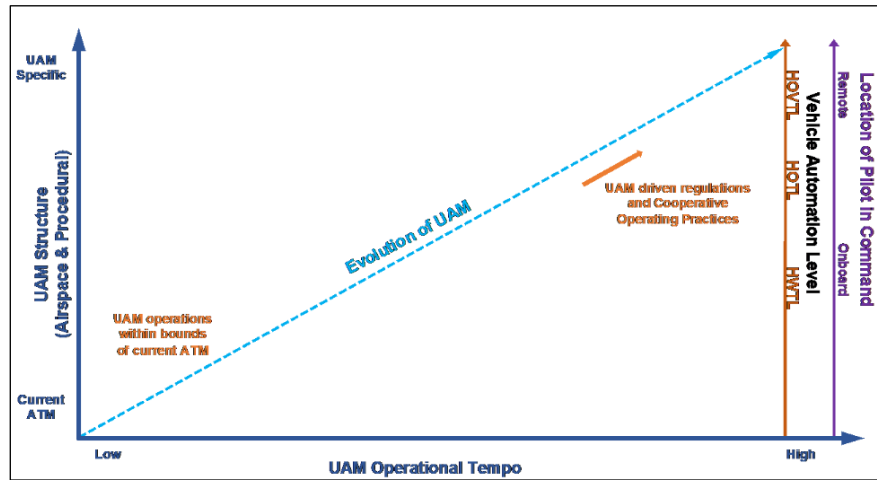 UAM
Specific
UAM Structure
(Airspace & Procedural)
Current
ATM
Evolution of UAM
UAM operations
within bounds
of current ATM
UAM driven regulations
and Cooperative
Operating Practices
HOVTL
HOTL
HWTL
Vehicle Automation Level
Remote
Onboard
Location of Pilot in Command
Low
UAM Operational Tempo
High